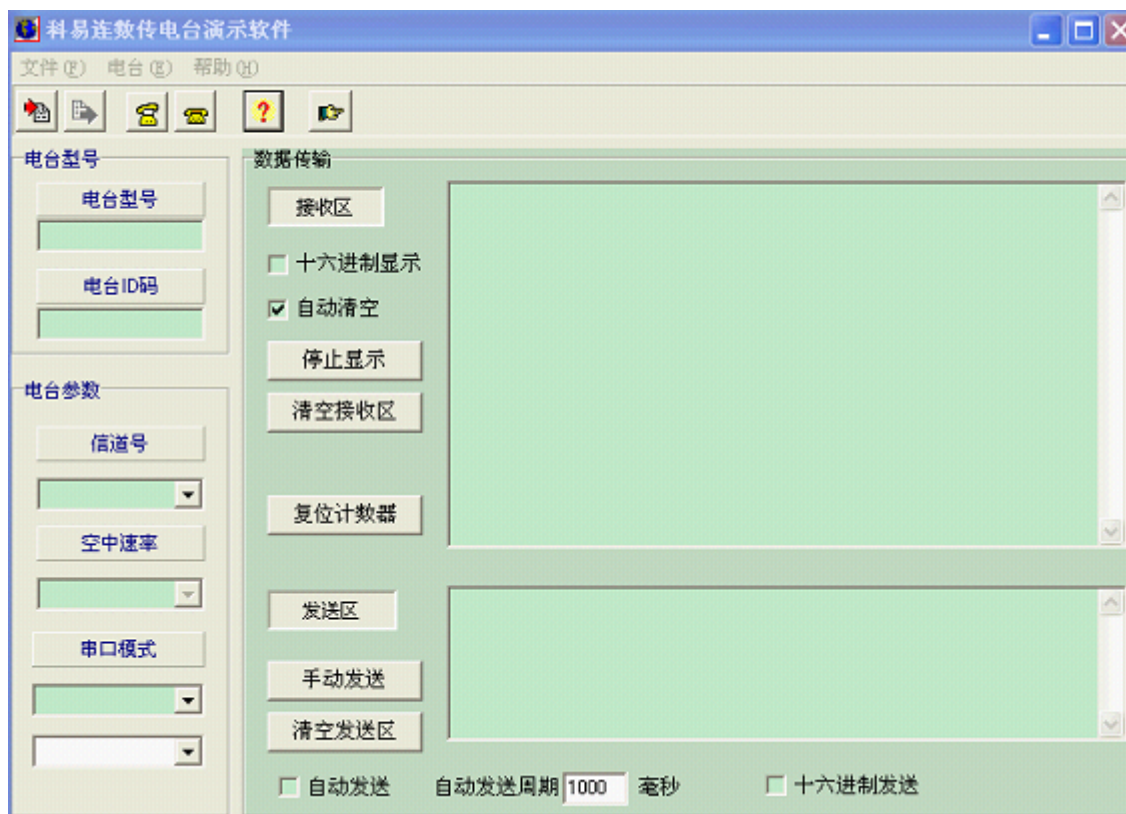 科易连数传电台演示软件
文件(F) 电台(E) 帮助(H)
电台型号
电台型号
电台ID码
电台参数
信道号
空中速率
串口模式
数据传输
接收区
十六进制显示
自动清空
停止显示
清空接收区
复位计数器
发送区
手动发送
清空发送区
自动发送 自动发送周期 1000 毫秒 十六进制发送